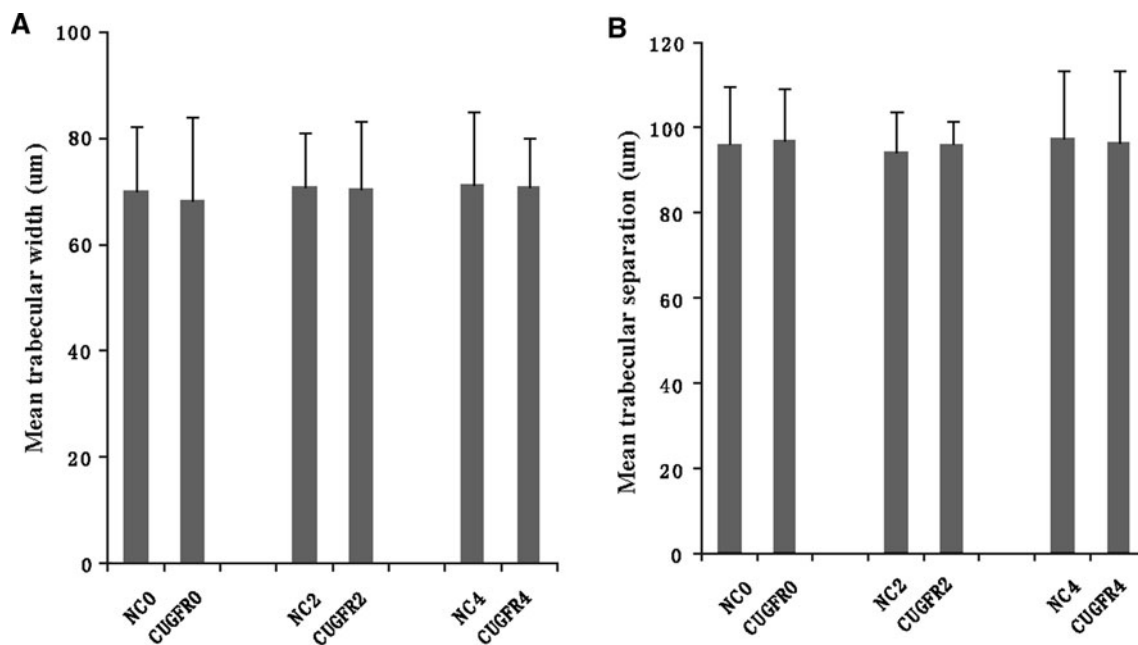 A
Mean trabecular width (um)
100
80
60
40
20
0
NC0
CUGFR0
NC2
CUGFR2
NC4
CUGFR4
B
Mean trabecular separation (um)
120
100
80
60
40
20
0
NC0
CUGFR0
NC2
CUGFR2
NC4
CUGFR4